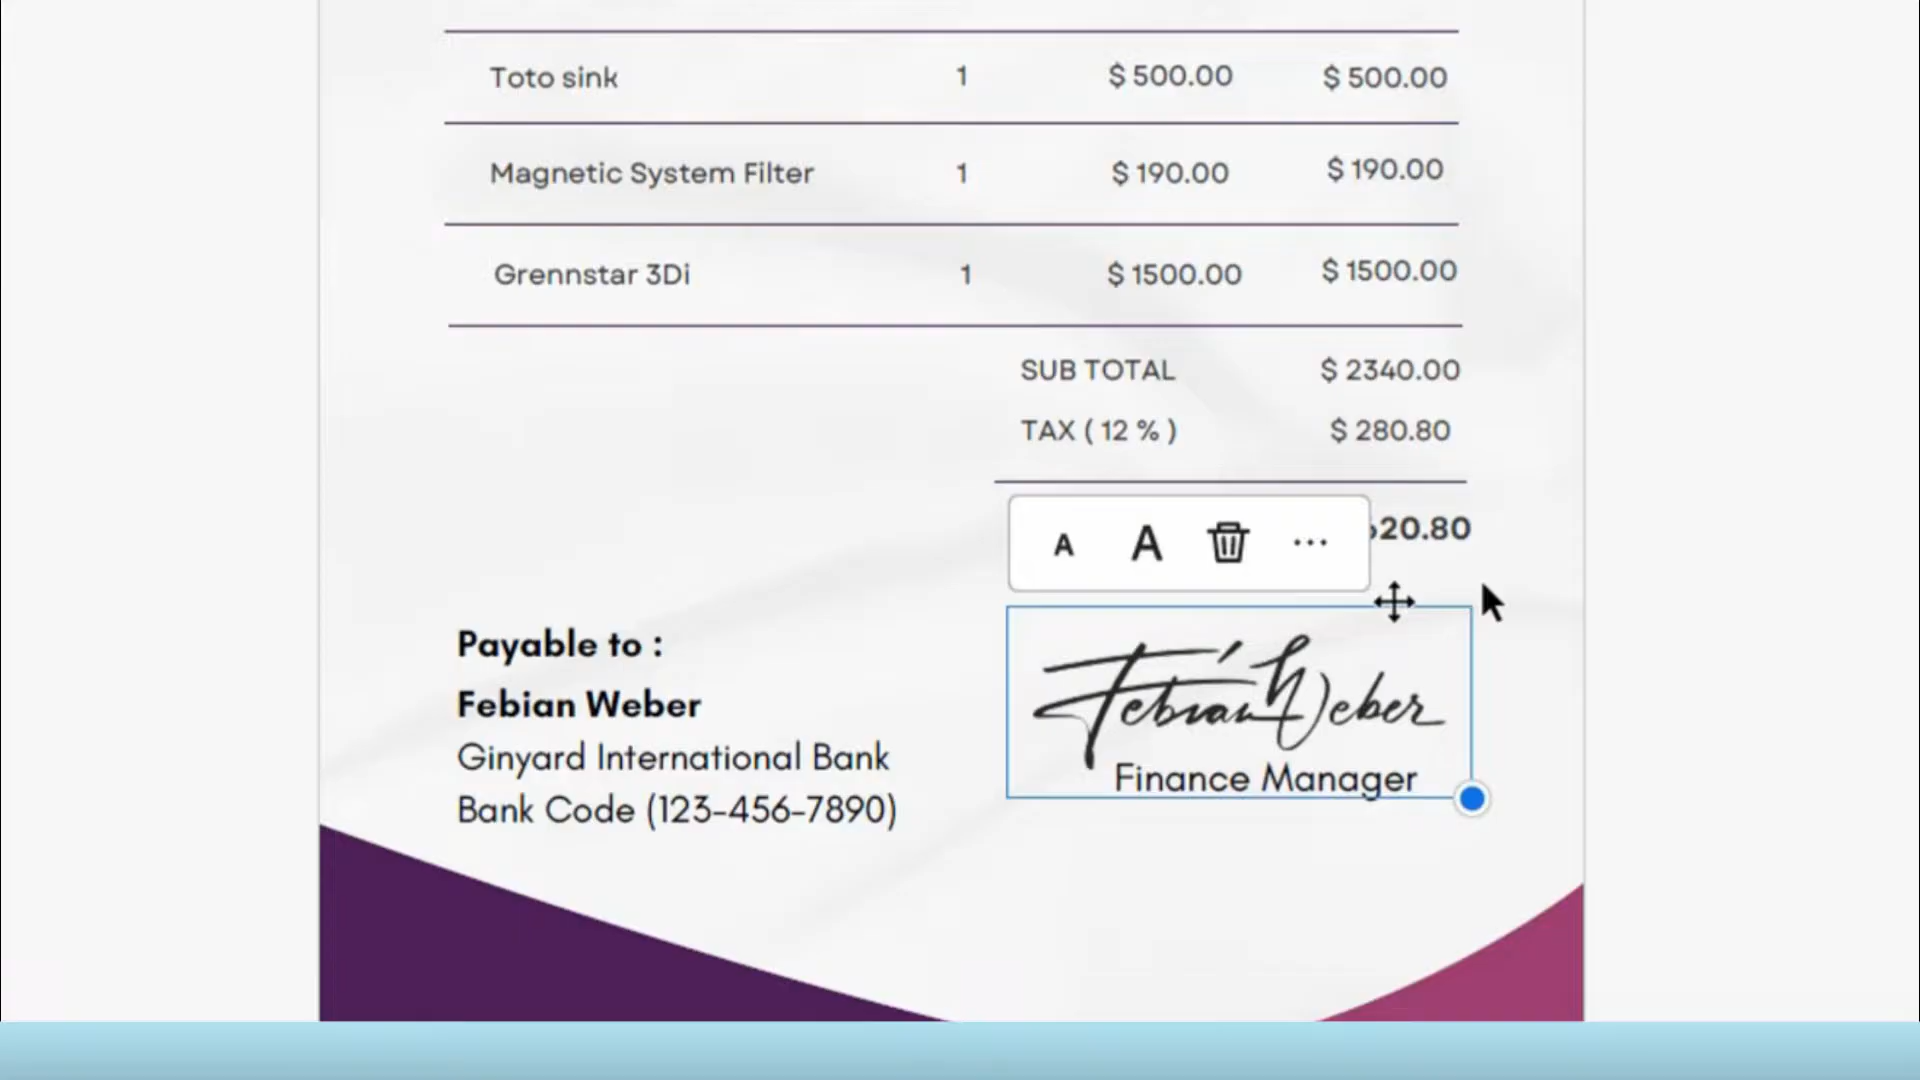 Toto sink 1 $ 500.00 $ 500.00
Magnetic System Filter 1 $ 190.00 $ 190.00
Grennstar 3Di 1 $ 1500.00 $ 1500.00
SUB TOTAL $ 2340.00
TAX ( 12 % ) $ 280.80
20.80
A A ...
Payable to :
Febian Weber
Ginyard International Bank
Bank Code (123-456-7890)
Febian Weber
Finance Manager